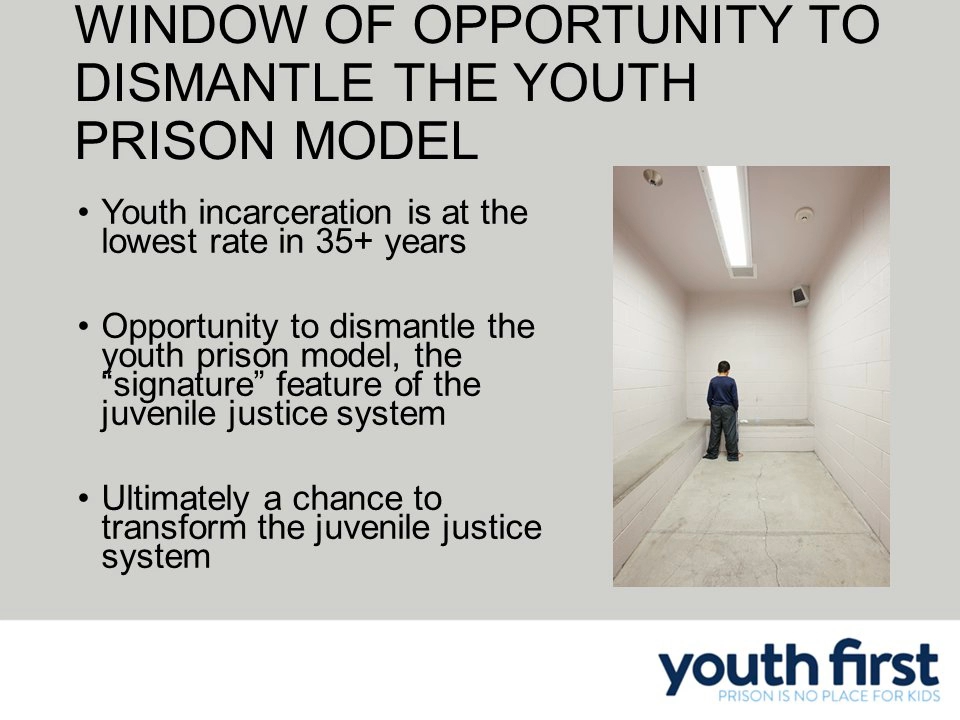 WINDOW OF OPPORTUNITY TO
DISMANTLE THE YOUTH
PRISON MODEL
• Youth incarceration is at the
lowest rate in 35+ years
• Opportunity to dismantle the
youth prison model, the
“signature” feature of the
juvenile justice system
• Ultimately a chance to
transform the juvenile justice
system
youth first
PRISON IS NO PLACE FOR KIDS